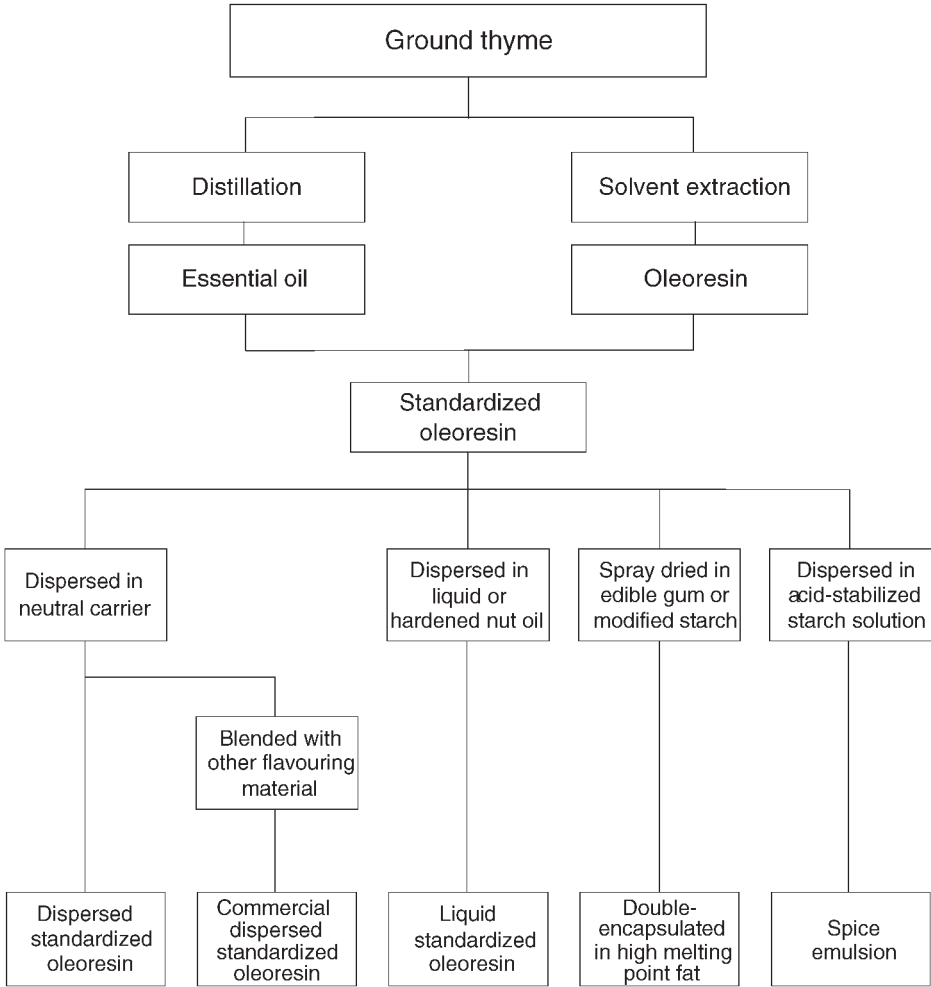 Ground thyme
Distillation
Solvent extraction
Essential oil
Oleoresin
Standardized
oleoresin
Dispersed in
neutral carrier
Dispersed in
liquid or
hardened nut oil
Spray dried in
edible gum or
modified starch
Dispersed in
acid-stabilized
starch solution
Blended with
other flavouring
material
Dispersed
standardized
oleoresin
Commercial
dispersed
standardized
oleoresin
Liquid
standardized
oleoresin
Double-
encapsulated
in high melting
point fat
Spice
emulsion